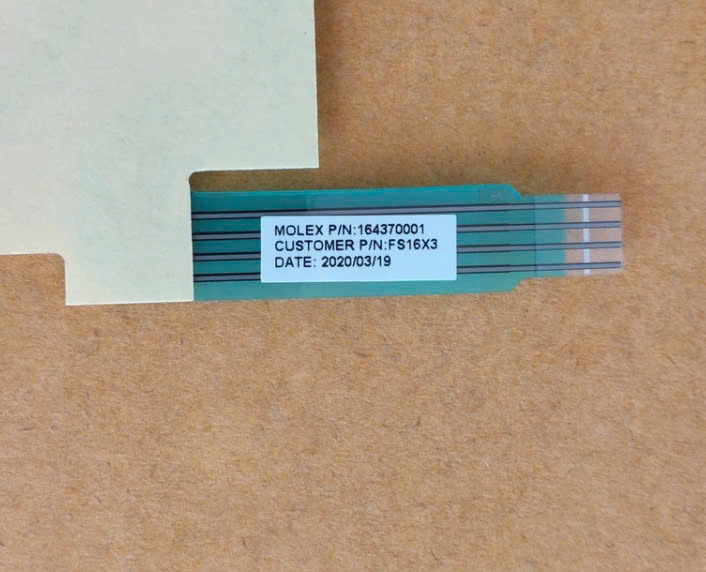 MOLEX P/N:164370001
CUSTOMER P/N:FS16X3
DATE: 2020/03/19